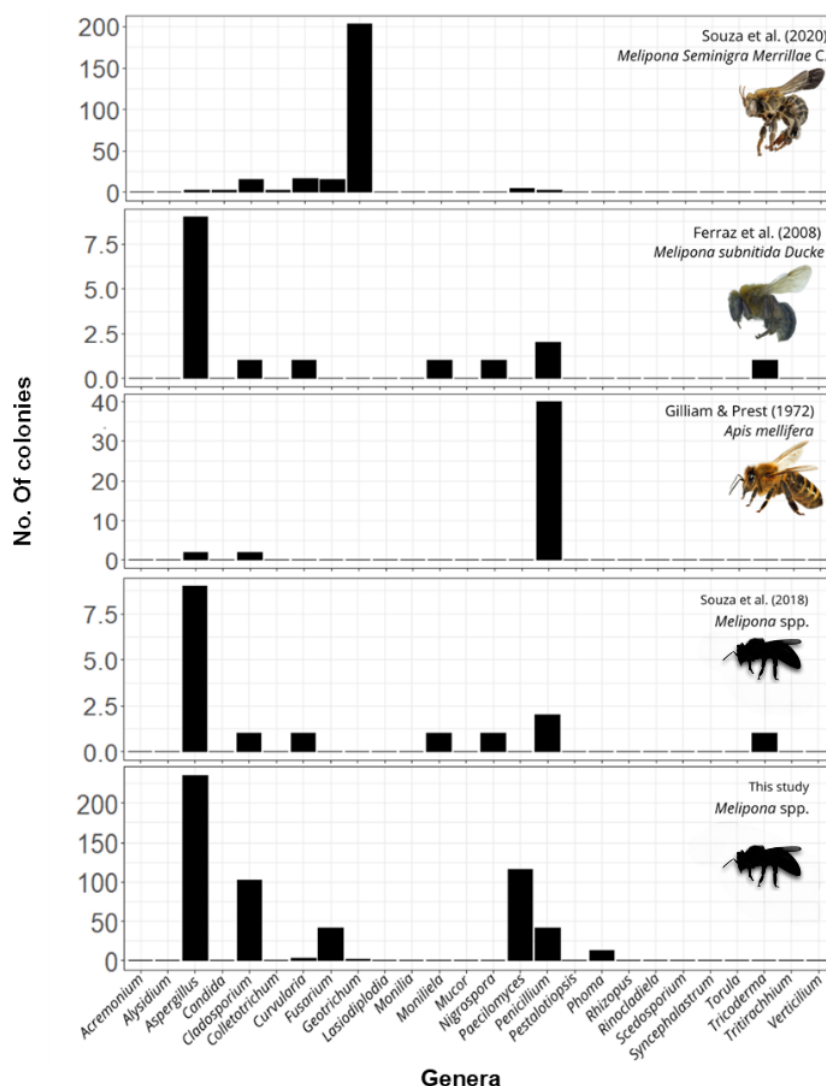 200
150
100
50
0
Souza et al. (2020)
Melipona Seminigra Merrillae C.
7.5
5.0
2.5
0.0
Ferraz et al. (2008)
Melipona subnitida Ducke
40
30
20
10
0
Gilliam & Prest (1972)
Apis mellifera
7.5
5.0
2.5
0.0
Souza et al. (2018)
Melipona spp.
200
150
100
50
0
This study
Melipona spp.
No. Of colonies
Acremonium
Alysidium
Aspergillus
Candida
Cladosporium
Colletotrichum
Curvularia
Fusarium
Geotrichum
Lasiodiplodia
Monilia
Moniliela
Mucor
Nigrospora
Paecilomyces
Penicillium
Pestalotiopsis
Phoma
Rhizopus
Rinocladiela
Scedosporium
Syncephalastrum
Torula
Tricoderma
Tritirachhium
Verticilium
Genera